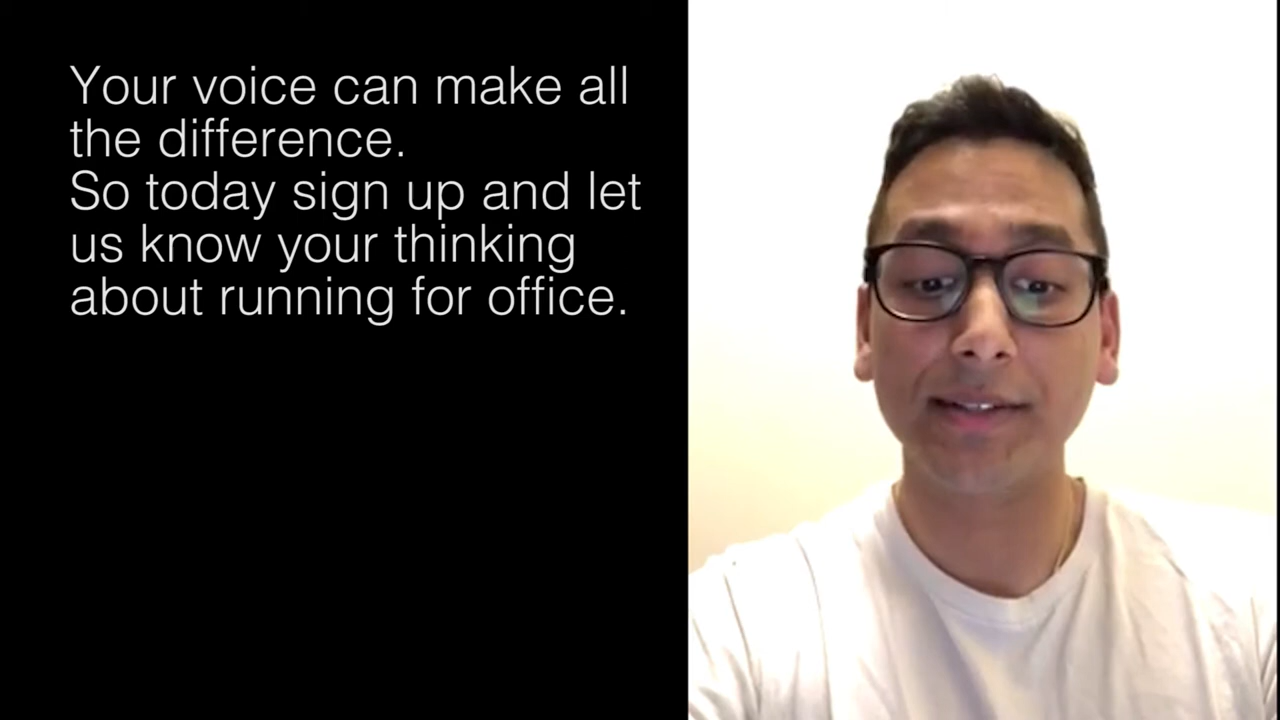 Your voice can make all
the difference.
So today sign up and let
us know your thinking
about running for office.